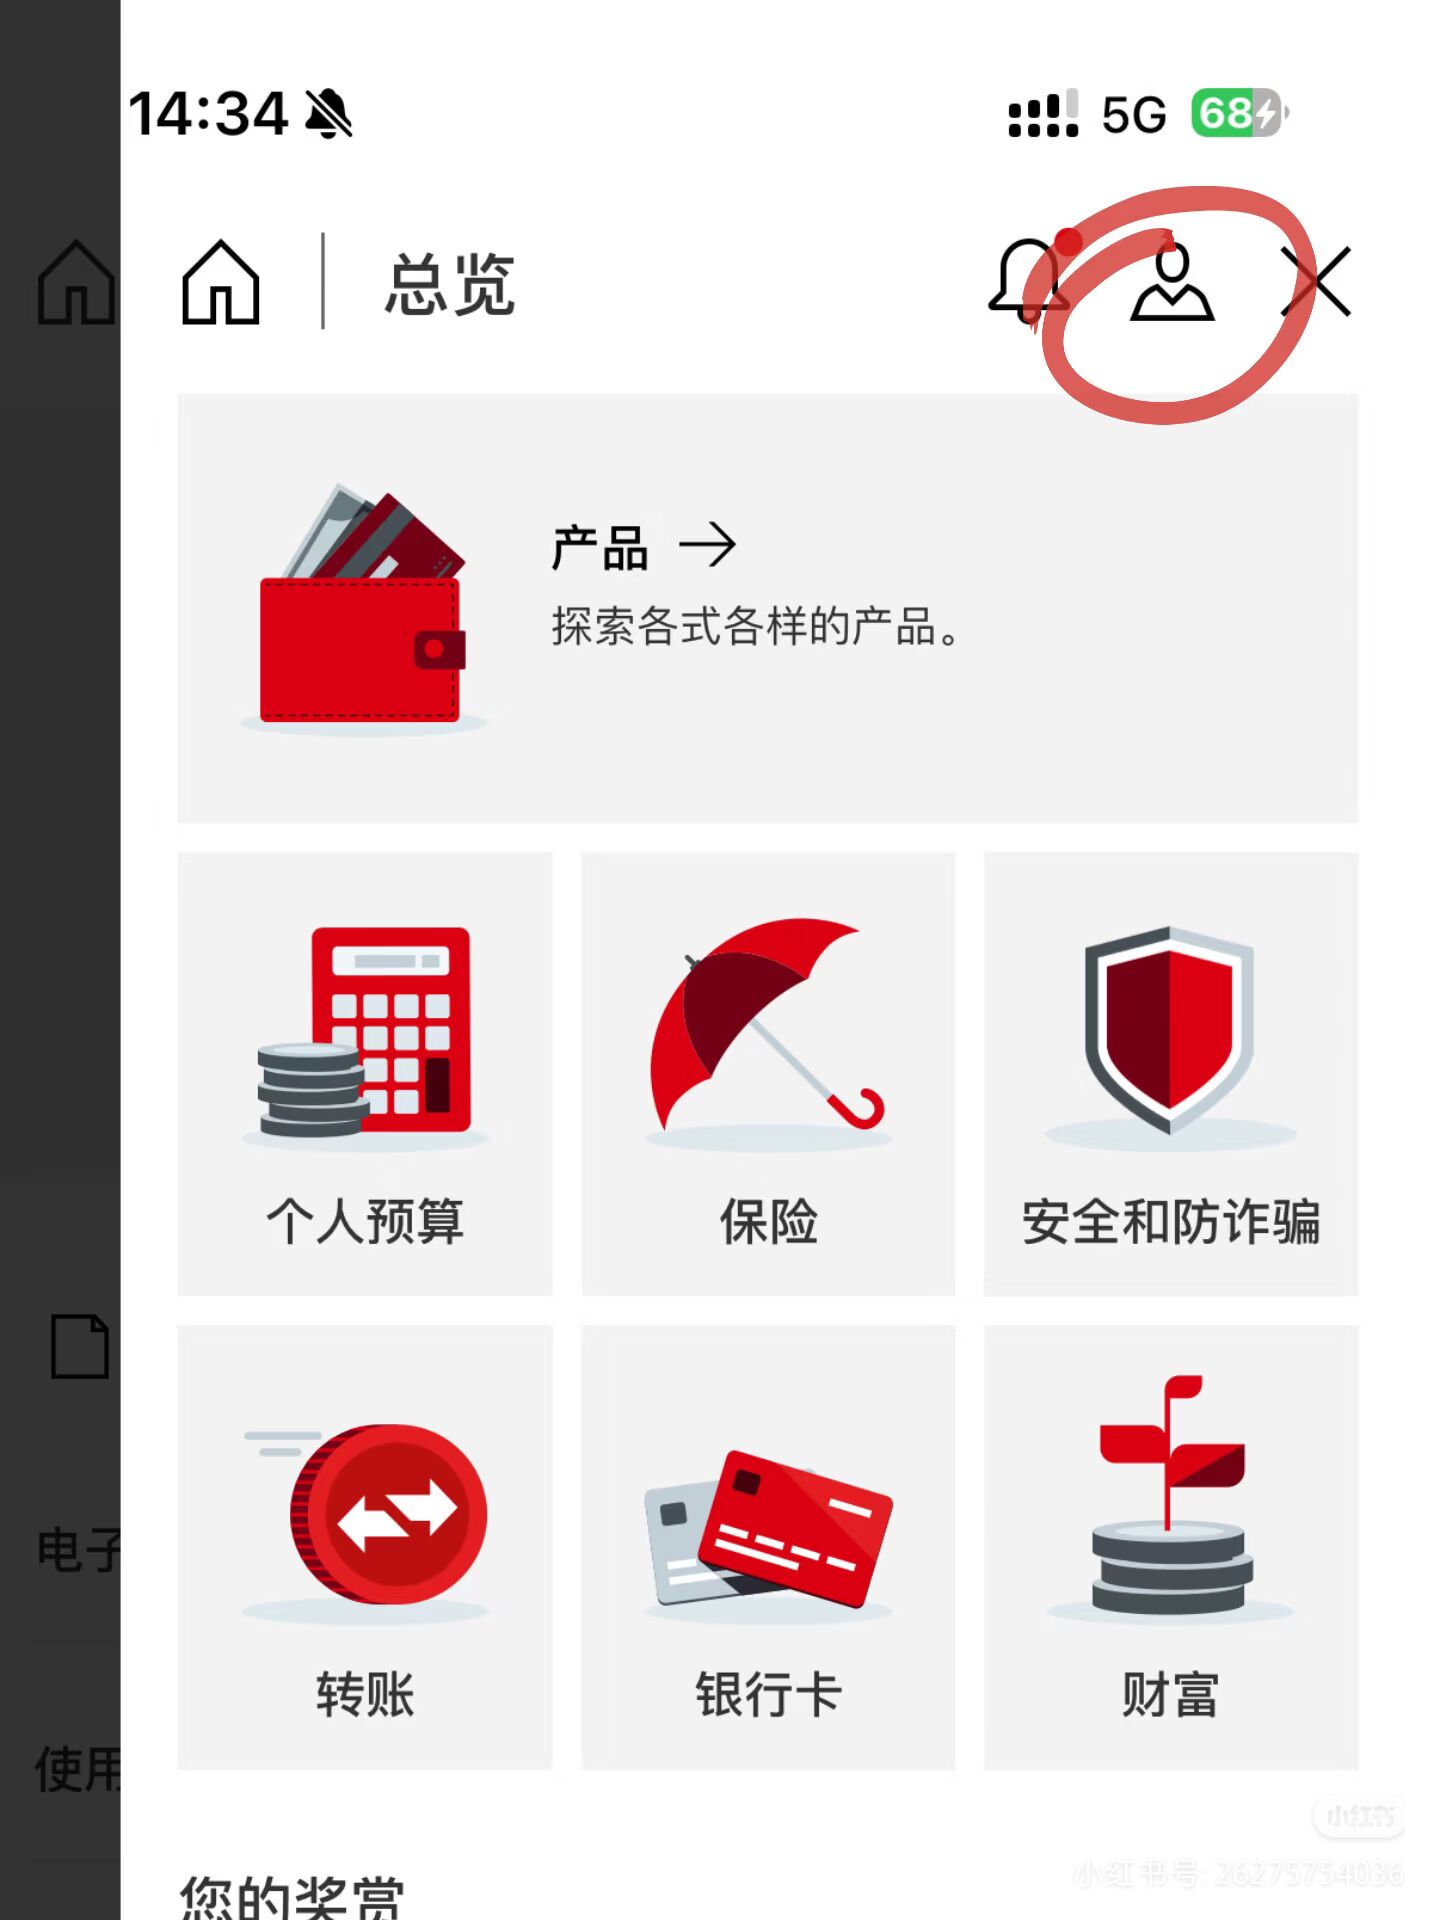 14:34 5G 68
总览
产品 →
探索各式各样的产品。
个人预算 保险 安全和防诈骗
转账 银行卡 财富
电子
使用
您的奖赏
小红书
小红书号: 26275754036